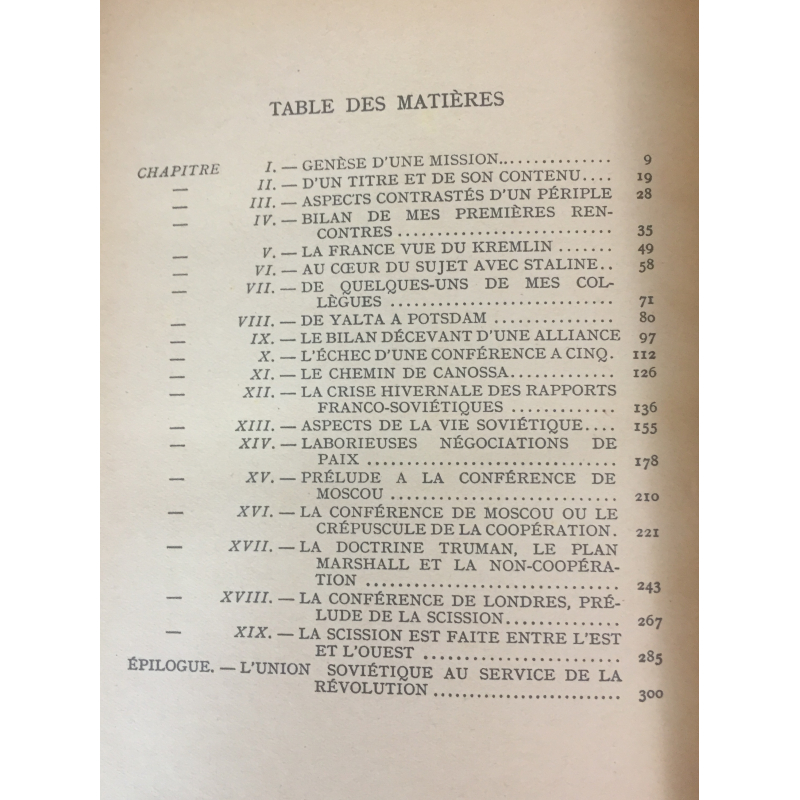 TABLE DES MATIÈRES
CHAPITRE I. — GENÈSE D'UNE MISSION.............. 9
— II. — D'UN TITRE ET DE SON CONTENU.... 19
— III. — ASPECTS CONTRASTÉS D'UN PÉRIPLE 28
— IV. — BILAN DE MES PREMIÈRES REN-
CONTRES ............................ 35
— V. — LA FRANCE VUE DU KREMLIN ....... 49
— VI. — AU CŒUR DU SUJET AVEC STALINE.. 58
— VII. — DE QUELQUES-UNS DE MES COL-
LÈGUES ............................ 71
— VIII. — DE YALTA A POTSDAM ............... 80
— IX. — LE BILAN DÉCEVANT D'UNE ALLIANCE 97
— X. — L'ÉCHEC D'UNE CONFÉRENCE A CINQ. 112
— XI. — LE CHEMIN DE CANOSSA............. 126
— XII. — LA CRISE HIVERNALE DES RAPPORTS
FRANCO-SOVIÉTIQUES ............. 136
— XIII. — ASPECTS DE LA VIE SOVIÉTIQUE.... 155
— XIV. — LABORIEUSES NÉGOCIATIONS DE
PAIX ................................ 178
— XV. — PRÉLUDE A LA CONFÉRENCE DE
MOSCOU ............................ 210
— XVI. — LA CONFÉRENCE DE MOSCOU OU LE
CRÉPUSCULE DE LA COOPÉRATION. 221
— XVII. — LA DOCTRINE TRUMAN, LE PLAN
MARSHALL ET LA NON-COOPÉRA-
TION ................................ 243
— XVIII. — LA CONFÉRENCE DE LONDRES, PRÉ-
LUDE DE LA SCISSION.............. 267
— XIX. — LA SCISSION EST FAITE ENTRE L'EST
ET L'OUEST ........................ 285
ÉPILOGUE. — L'UNION SOVIÉTIQUE AU SERVICE DE LA
RÉVOLUTION ........................ 300